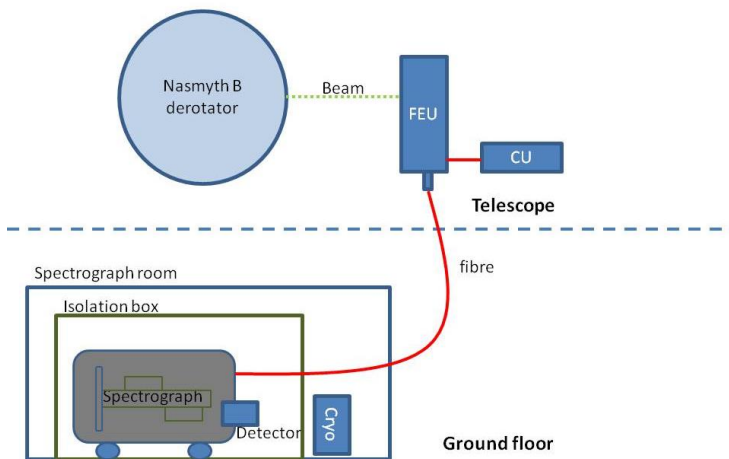 Nasmyth B
derotator
Beam
FEU
CU
Telescope
fibre
Spectrograph room
Isolation box
Spectrograph
Detector
Cryo
Ground floor